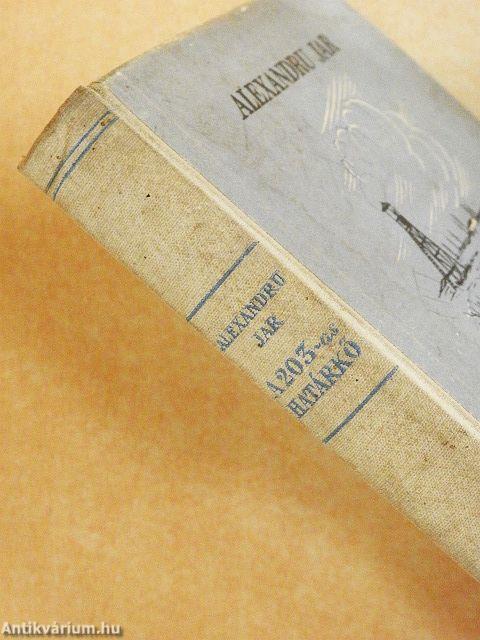 ALEXANDRU JAR
ALEXANDRU
JAR
A 203-as
HATÁRKŐ
Antikvárium.hu